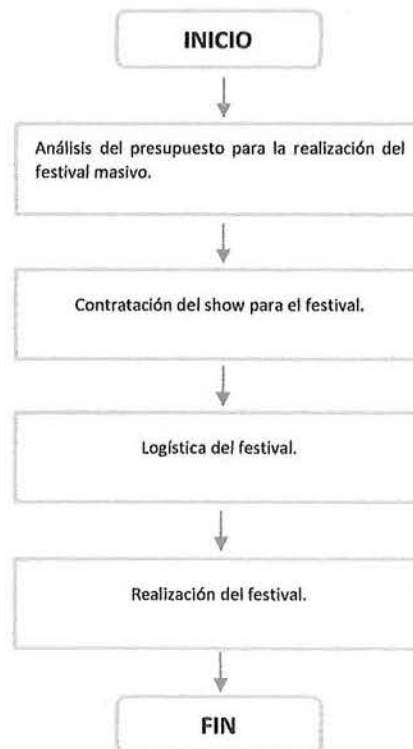 INICIO
Análisis del presupuesto para la realización del
festival masivo.
Contratación del show para el festival.
Logística del festival.
Realización del festival.
FIN